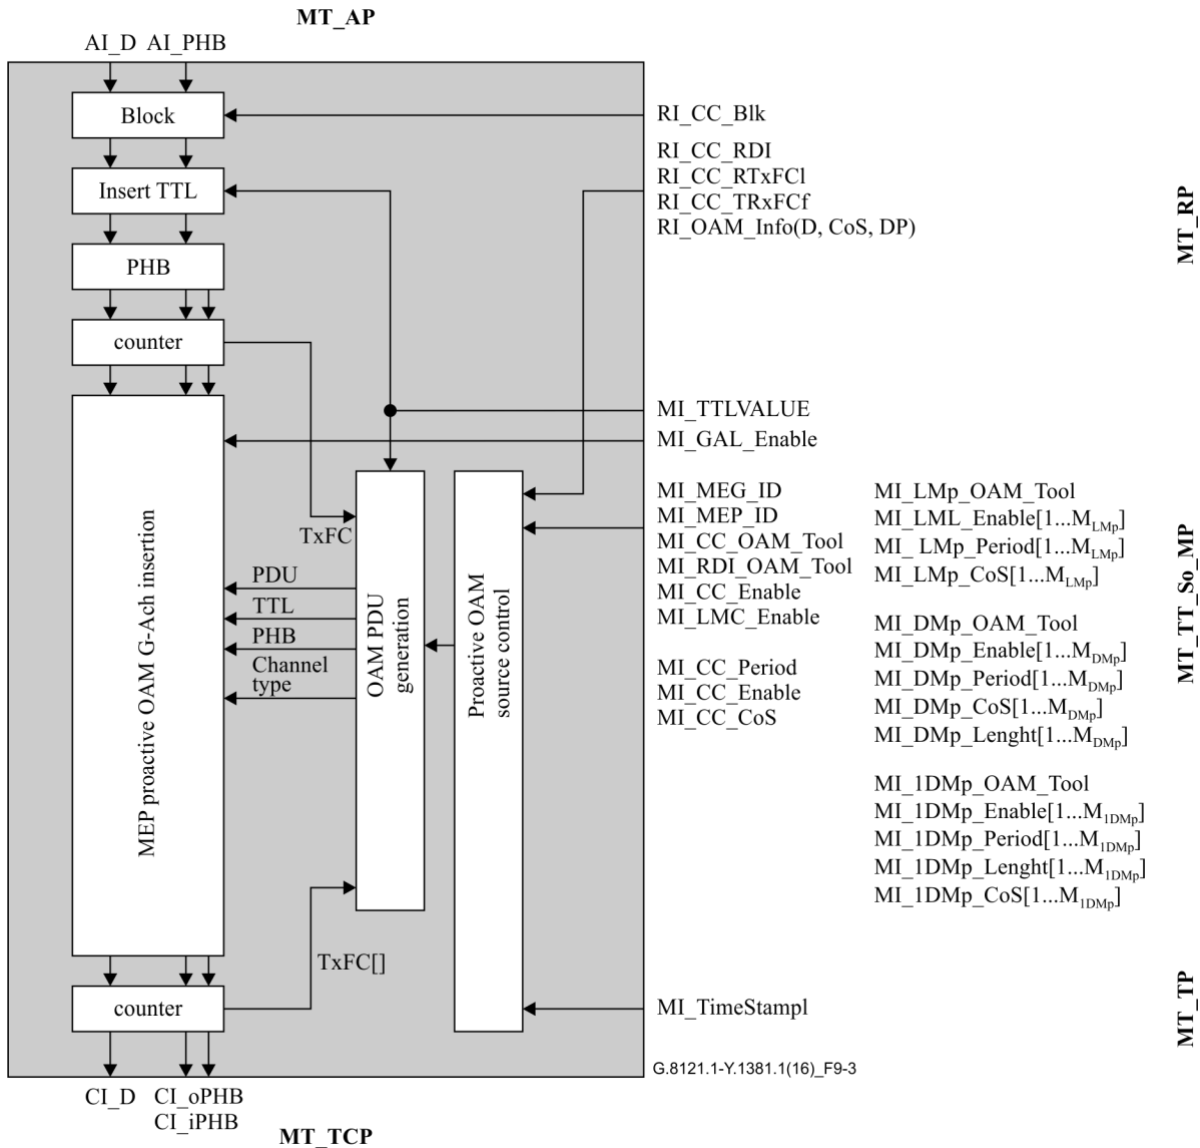 MT_AP
AI_D AI_PHB
Block
Insert TTL
PHB
counter
MEP proactive OAM G-Ach insertion
TxFC
PDU
TTL
PHB
Channel
type
OAM PDU
generation
Proactive OAM
source control
TxFC[]
counter
CI_D
CI_oPHB
CI_iPHB
MT_TCP
RI_CC_Blk
RI_CC_RDI
RI_CC_RTxFCl
RI_CC_TRxFCf
RI_OAM_Info(D, CoS, DP)
MT_RP
MI_TTLVALUE
MI_GAL_Enable
MI_MEG_ID
MI_MEP_ID
MI_CC_OAM_Tool
MI_RDI_OAM_Tool
MI_CC_Enable
MI_LMC_Enable
MI_CC_Period
MI_CC_Enable
MI_CC_CoS
MI_LMp_OAM_Tool
MI_LML_Enable[1...MLMp]
MI_ LMp_Period[1...MLMp]
MI_LMp_CoS[1...MLMp]
MI_DMp_OAM_Tool
MI_DMp_Enable[1...MDMp]
MI_DMp_Period[1...MDMp]
MI_DMp_CoS[1...MDMp]
MI_DMp_Lenght[1...MDMp]
MI_1DMp_OAM_Tool
MI_1DMp_Enable[1...M1DMp]
MI_1DMp_Period[1...M1DMp]
MI_1DMp_Lenght[1...M1DMp]
MI_1DMp_CoS[1...M1DMp]
MT_TT_So_MP
MI_TimeStampl
MT_TP
G.8121.1-Y.1381.1(16)_F9-3